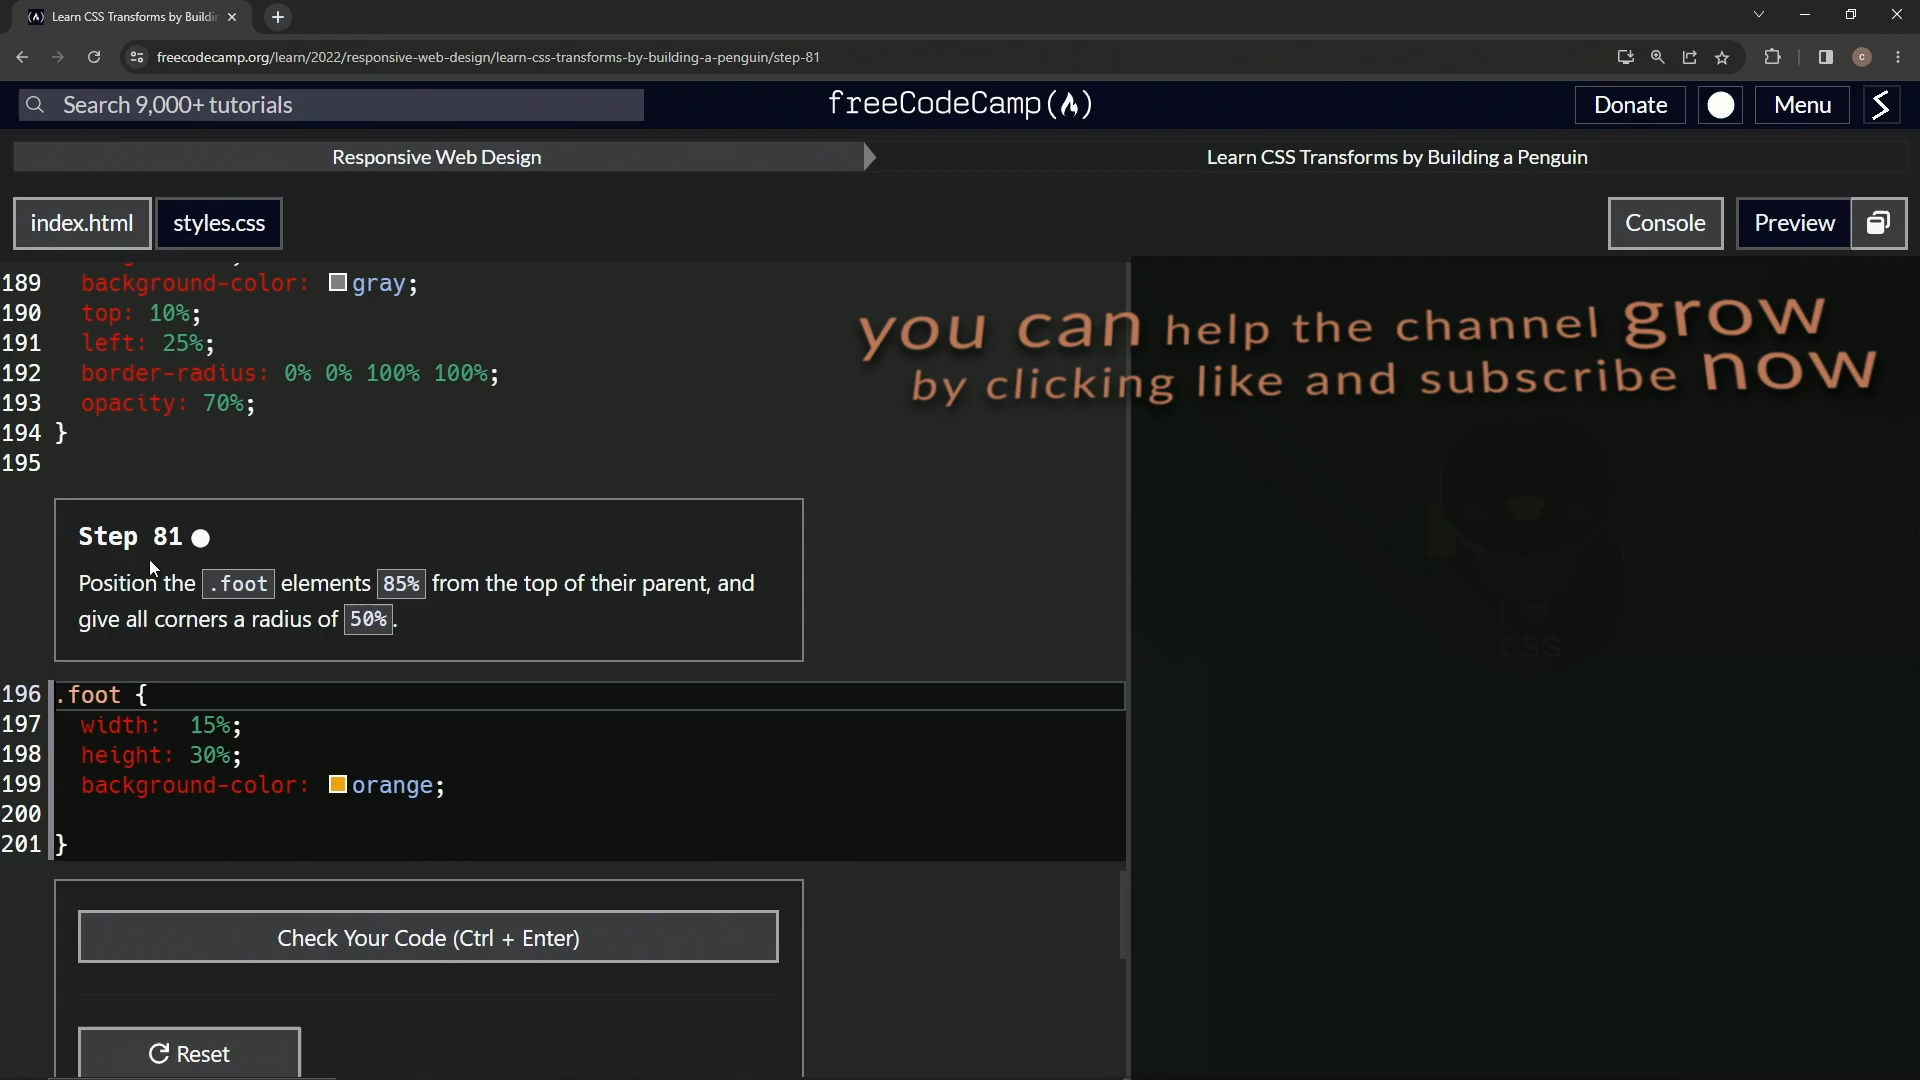 Learn CSS Transforms by Buildi
freecodecamp.org/learn/2022/responsive-web-design/learn-css-transforms-by-building-a-penguin/step-81
C
Search 9,000+ tutorials
freeCodeCamp(🔥)
Donate
Menu
Responsive Web Design
Learn CSS Transforms by Building a Penguin
index.html
styles.css
Console
Preview
you can help the channel grow
by clicking like and subscribe now
189 background-color: gray;
190 top: 10%;
191 left: 25%;
192 border-radius: 0% 0% 100% 100%;
193 opacity: 70%;
194 }
195
Step 81
Position the .foot elements 85% from the top of their parent, and
give all corners a radius of 50%.
I
CSS
196 .foot {
197 width:  15%;
198 height: 30%;
199 background-color: orange;
200
201 }
Check Your Code (Ctrl + Enter)
Reset